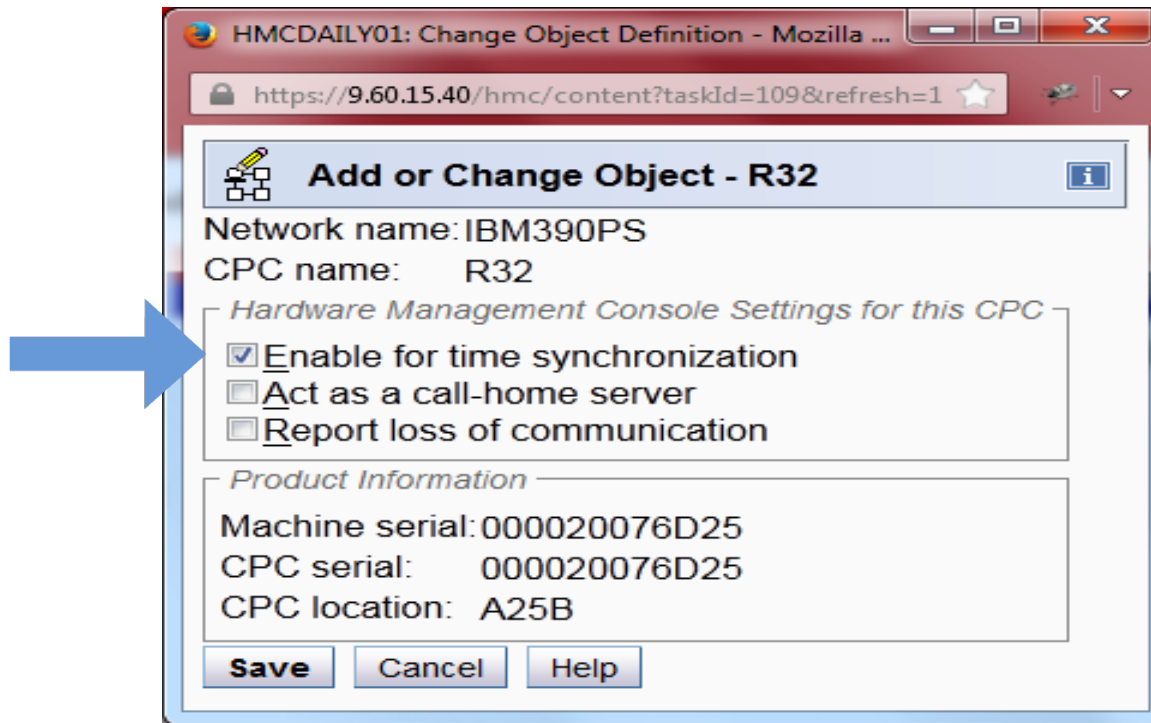 HMCDAILY01: Change Object Definition - Mozilla ...
https://9.60.15.40/hmc/content?taskId=109&refresh=1
Add or Change Object - R32
Network name: IBM390PS
CPC name: R32
Hardware Management Console Settings for this CPC
Enable for time synchronization
Act as a call-home server
Report loss of communication
Product Information
Machine serial: 000020076D25
CPC serial: 000020076D25
CPC location: A25B
Save Cancel Help